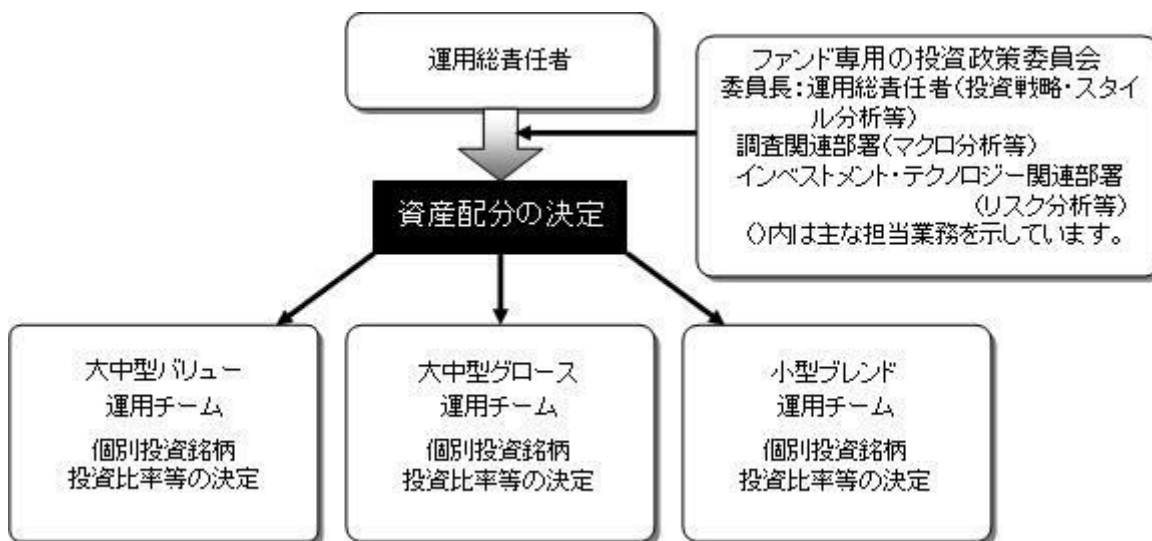 運用総責任者
ファンド専用の投資政策委員会
委員長：運用総責任者（投資戦略・スタイ
ル分析等）
調査関連部署（マクロ分析等）
インベストメント・テクノロジー関連部署
（リスク分析等）
（）内は主な担当業務を示しています。
資産配分の決定
大中型バリュー
運用チーム
個別投資銘柄
投資比率等の決定
大中型グロース
運用チーム
個別投資銘柄
投資比率等の決定
小型ブレンド
運用チーム
個別投資銘柄
投資比率等の決定